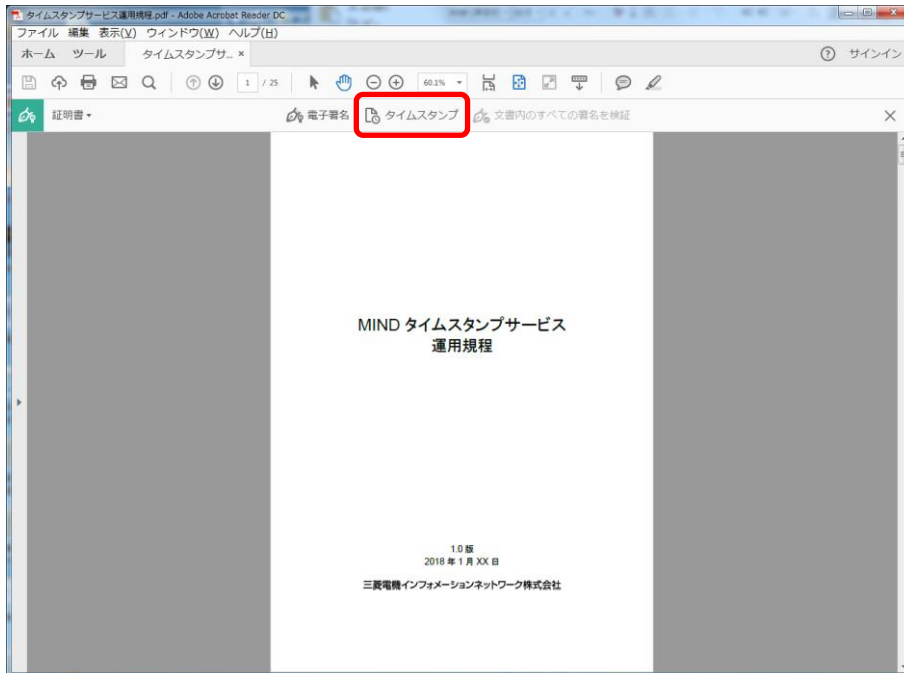 タイムスタンプサービス運用規程.pdf - Adobe Acrobat Reader DC
ファイル 編集 表示(V) ウィンドウ(W) ヘルプ(H)
ホーム ツール タイムスタンプサ... × サインイン
1 / 25 60.1%
証明書 電子署名 タイムスタンプ 文書内のすべての署名を検証
MIND タイムスタンプサービス
運用規程
1.0 版
2018 年 1 月 XX 日
三菱電機インフォメーションネットワーク株式会社